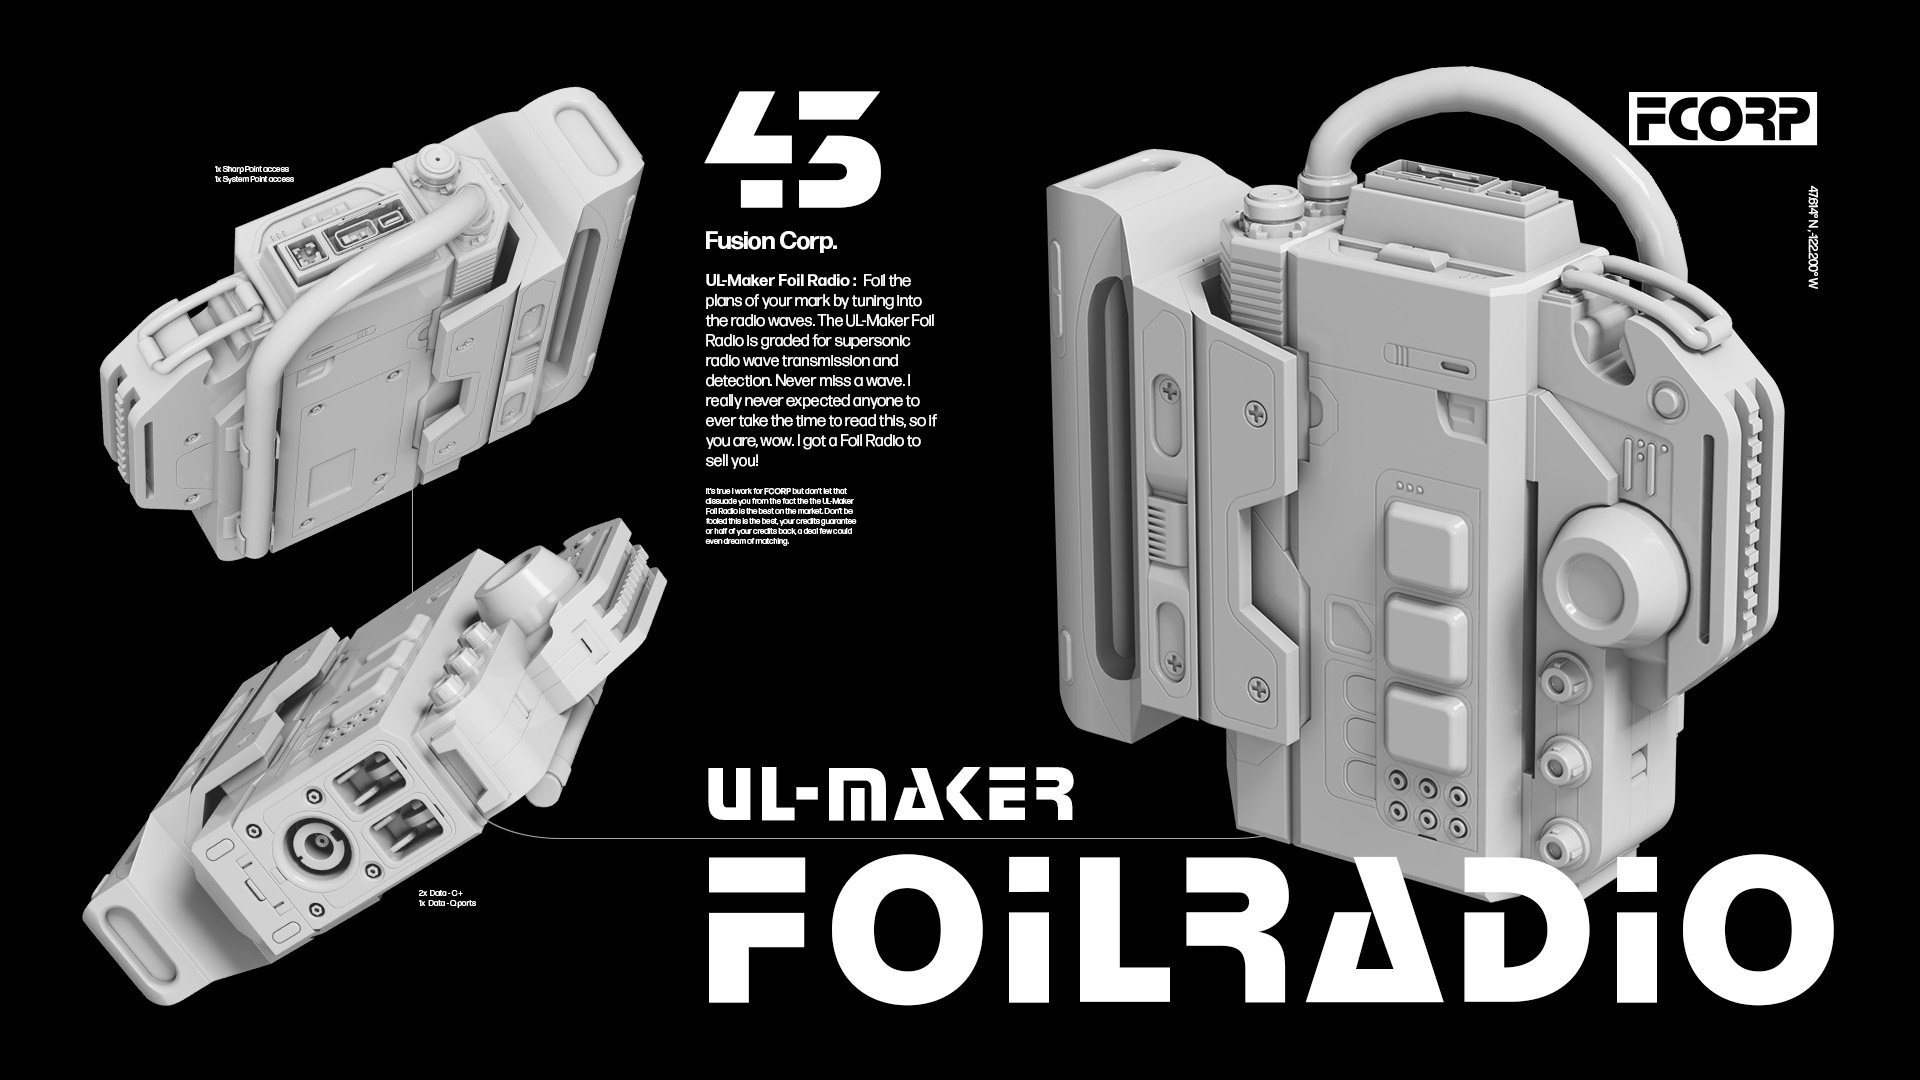 1x Sharp Point access
1x System Point access
45
Fusion Corp.
UL-Maker Foil Radio : Foil the
plans of your mark by tuning into
the radio waves. The UL-Maker Foil
Radio is graded for supersonic
radio wave transmission and
detection. Never miss a wave. I
really never expected anyone to
ever take the time to read this, so if
you are, wow. I got a Foil Radio to
sell you!
It's true I work for FCORP but don't let that
dissuade you from the fact the the UL-Maker
Foil Radio is the best on the market. Don't be
fooled this is the best, your credits guarantee
or half of your credits back, a deal few could
even dream of matching.
FCORP
47.614° N, -122.200° W
UL-MAKER
FOiLRADiO
2x Data - C+
1x Data - Q ports